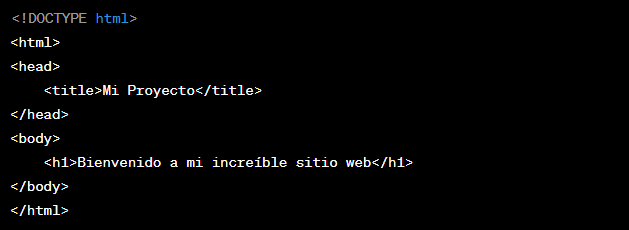 <!DOCTYPE html>
<html>
<head>
    <title>Mi Proyecto</title>
</head>
<body>
    <h1>Bienvenido a mi increíble sitio web</h1>
</body>
</html>